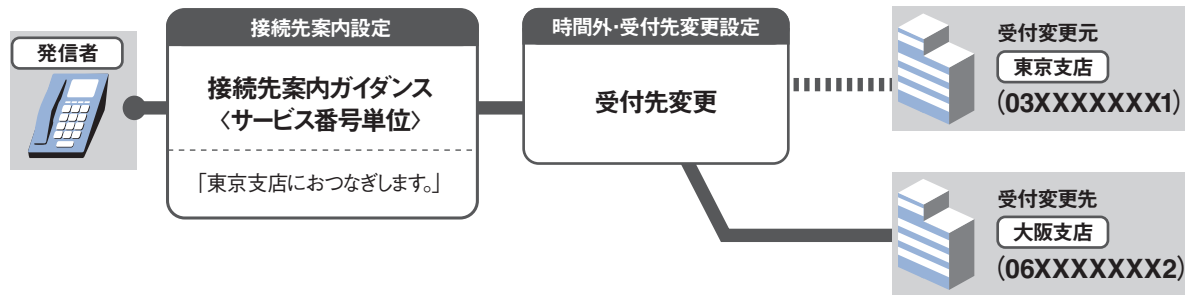 発信者
接続先案内設定
接続先案内ガイダンス
〈サービス番号単位〉
「東京支店におつなぎします。」
時間外・受付先変更設定
受付先変更
受付変更元
東京支店
(03XXXXXXX1)
受付変更先
大阪支店
(06XXXXXXX2)